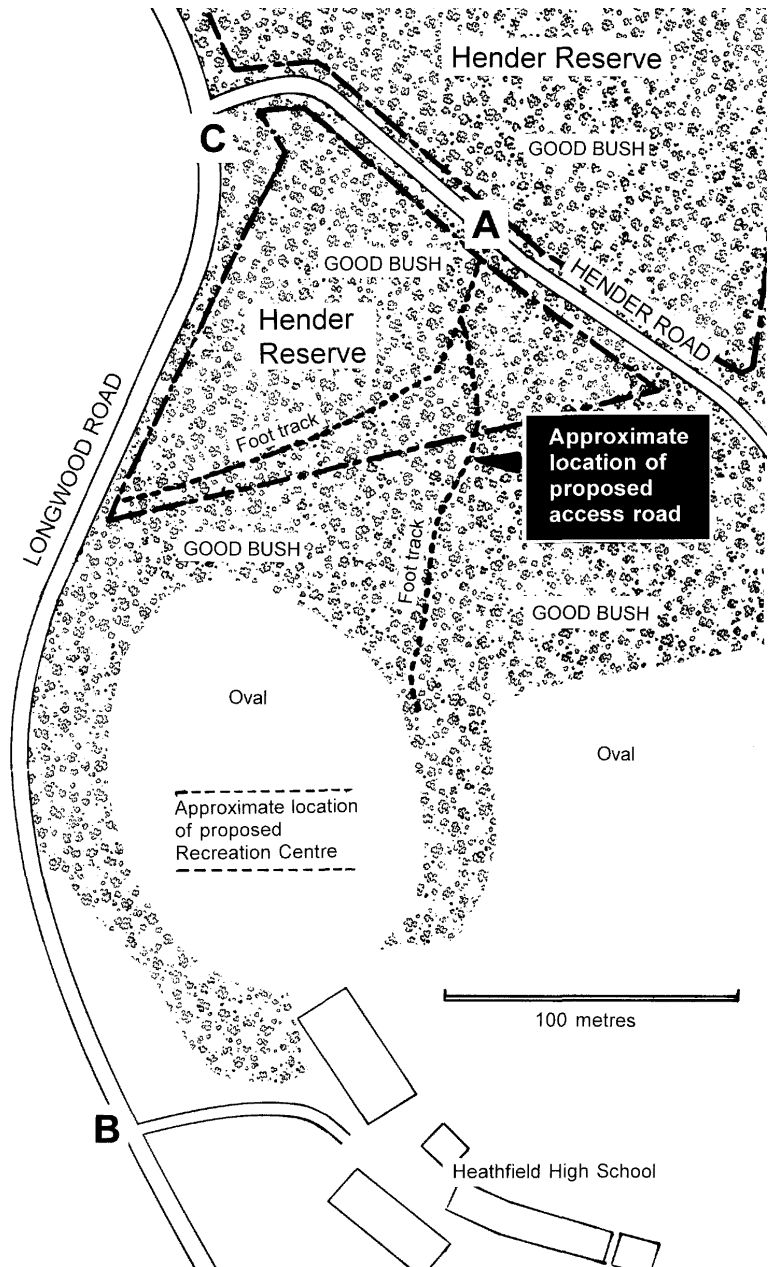 Hender Reserve
C
GOOD BUSH
A
GOOD BUSH
HENDER ROAD
Hender
Reserve
LONGWOOD ROAD
Foot track
Approximate
location of
proposed
access road
GOOD BUSH
Foot track
GOOD BUSH
Oval
Oval
Approximate location
of proposed
Recreation Centre
100 metres
B
Heathfield High School